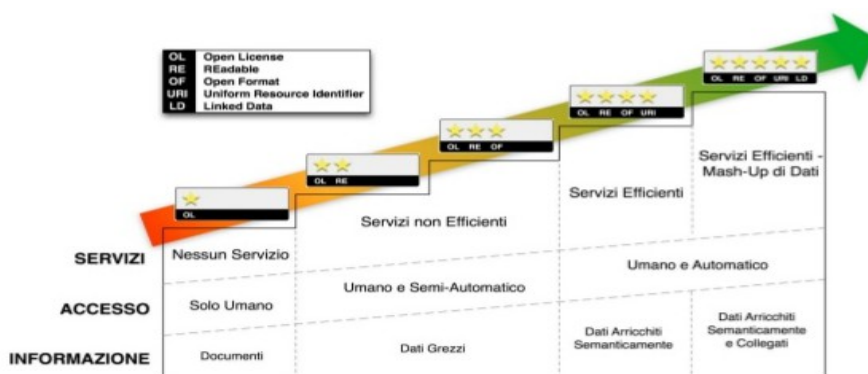 OL Open License
RE REadable
OF Open Format
URI Uniform Resource Identifier
LD Linked Data
OL RE OF URI LD
OL RE OF URI
OL RE OF
OL RE
OL
Servizi Efficienti -
Mash-Up di Dati
Servizi Efficienti
Servizi non Efficienti
SERVIZI
Nessun Servizio
Umano e Automatico
Umano e Semi-Automatico
ACCESSO
Solo Umano
Dati Arricchiti
Semanticamente
e Collegati
Dati Arricchiti
Semanticamente
Dati Grezzi
INFORMAZIONE
Documenti